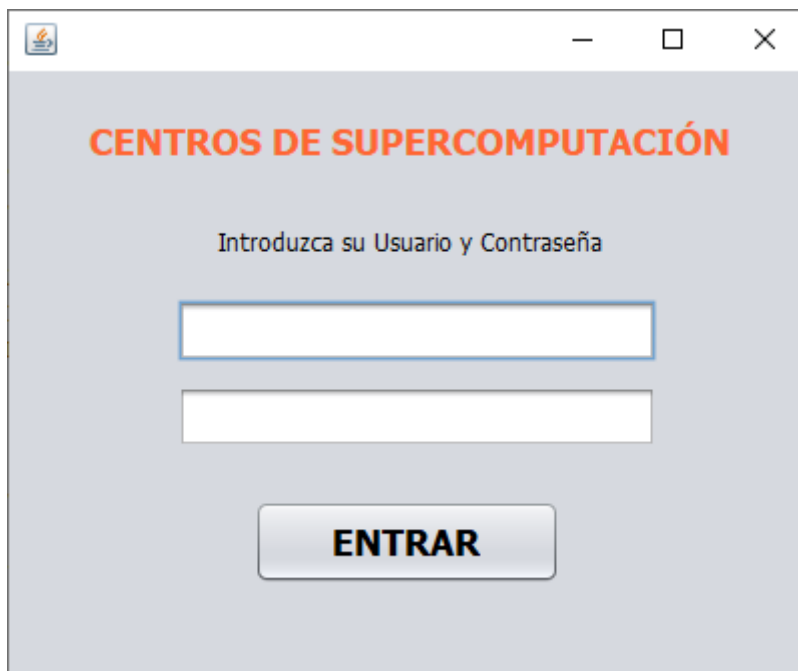 CENTROS DE SUPERCOMPUTACIÓN
Introduzca su Usuario y Contraseña
ENTRAR